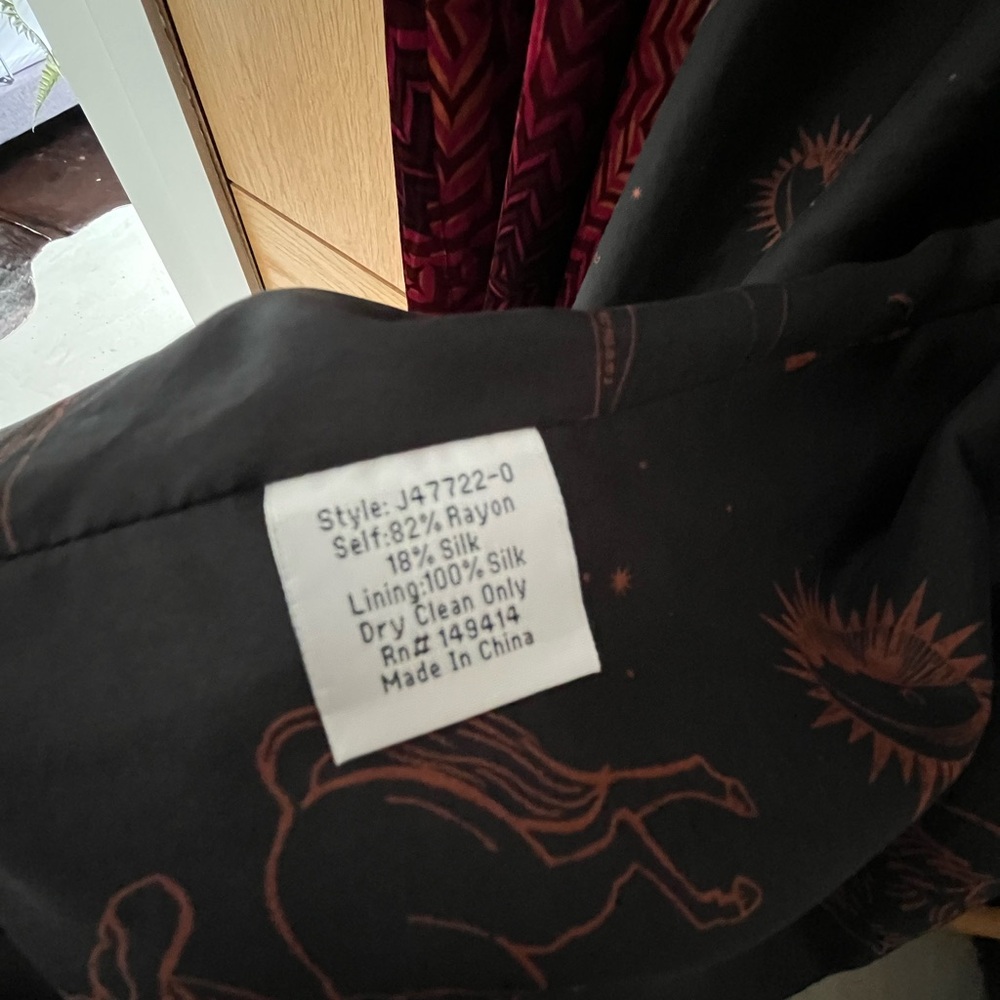 Style: J47722-0
Self:82% Rayon
18% Silk
Lining:100% Silk
Dry Clean Only
Rn# 149414
Made In China